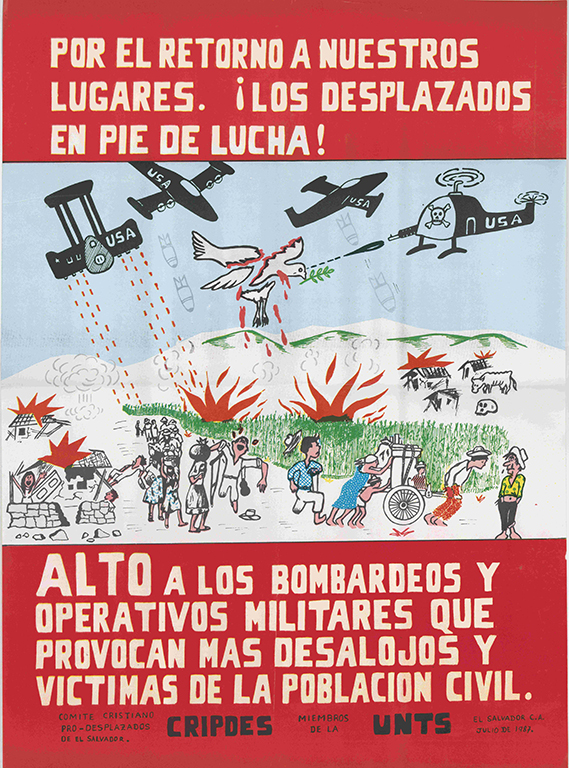 POR EL RETORNO A NUESTROS
LUGARES. ¡LOS DESPLAZADOS
EN PIE DE LUCHA!
USA
USA
USA
USA
ALTO A LOS BOMBARDEOS Y
OPERATIVOS MILITARES QUE
PROVOCAN MAS DESALOJOS Y
VICTIMAS DE LA POBLACION CIVIL.
COMITE CRISTIANO
PRO-DESPLAZADOS
DE EL SALVADOR.
CRIPDES
MIEMBROS
DE LA
UNTS
EL SALVADOR C.A.
JULIO DE 1987.